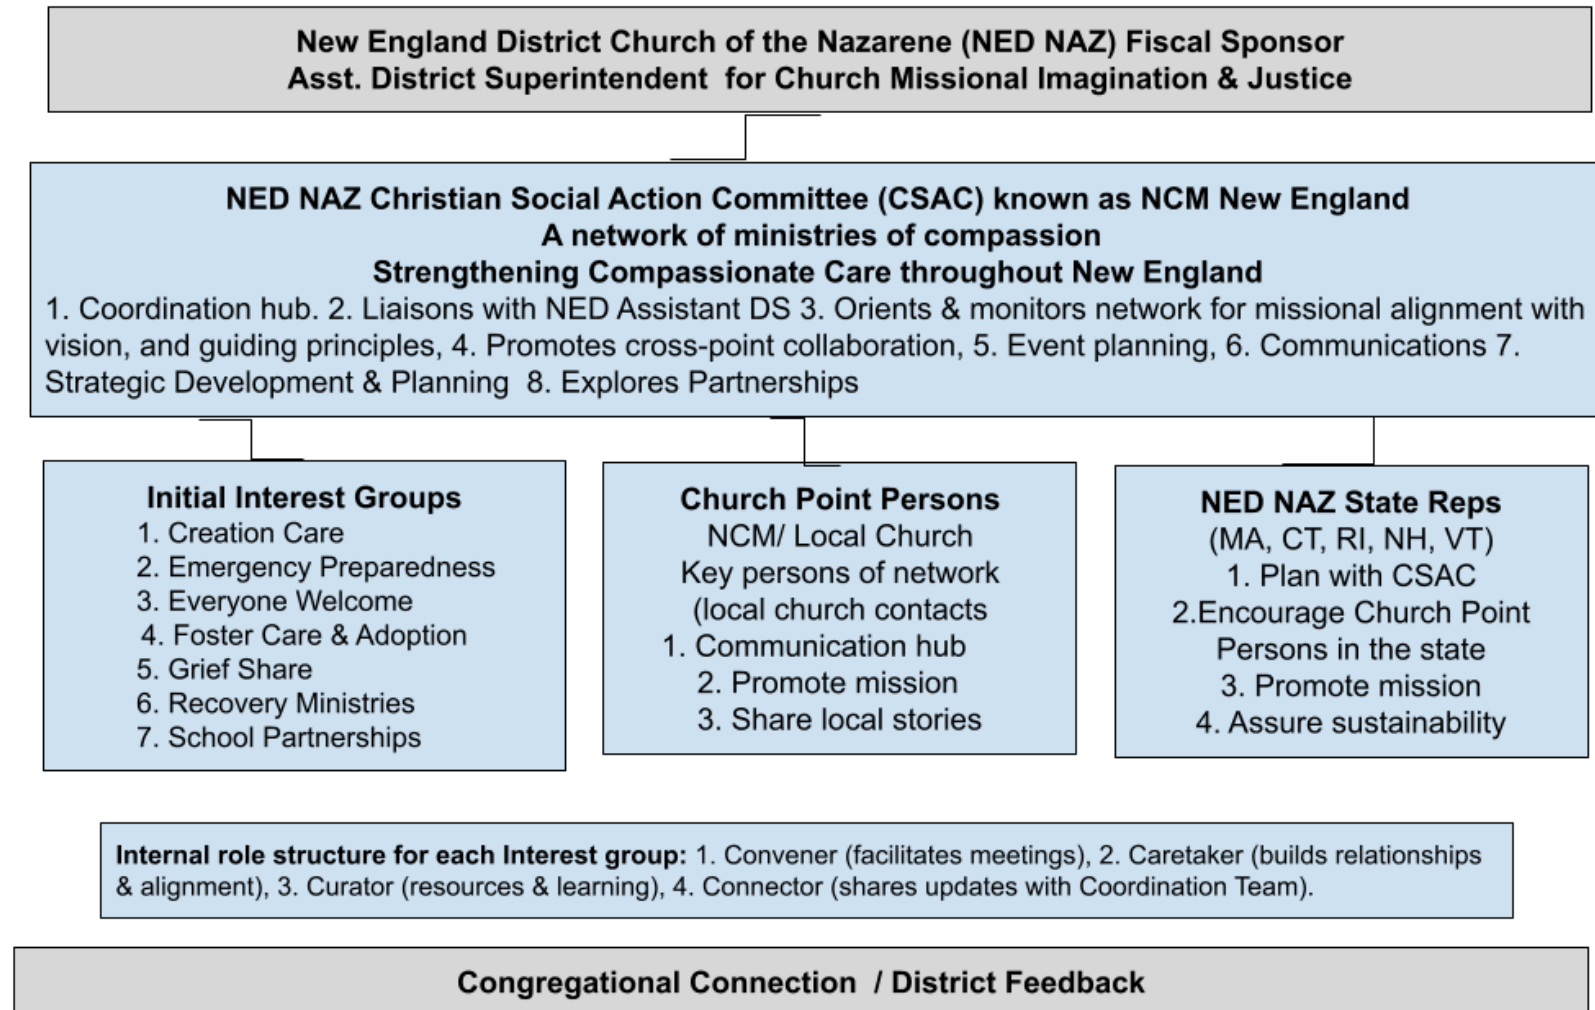 New England District Church of the Nazarene (NED NAZ) Fiscal Sponsor
Asst. District Superintendent  for Church Missional Imagination & Justice
NED NAZ Christian Social Action Committee (CSAC) known as NCM New England
A network of ministries of compassion
Strengthening Compassionate Care throughout New England
1. Coordination hub. 2. Liaisons with NED Assistant DS 3. Orients & monitors network for missional alignment with
vision, and guiding principles, 4. Promotes cross-point collaboration, 5. Event planning, 6. Communications 7.
Strategic Development & Planning  8. Explores Partnerships
Initial Interest Groups
1. Creation Care
2. Emergency Preparedness
3. Everyone Welcome
4. Foster Care & Adoption
5. Grief Share
6. Recovery Ministries
7. School Partnerships
Church Point Persons
NCM/ Local Church
Key persons of network
(local church contacts
1. Communication hub
2. Promote mission
3. Share local stories
NED NAZ State Reps
(MA, CT, RI, NH, VT)
1. Plan with CSAC
2.Encourage Church Point
Persons in the state
3. Promote mission
4. Assure sustainability
Internal role structure for each Interest group: 1. Convener (facilitates meetings), 2. Caretaker (builds relationships
& alignment), 3. Curator (resources & learning), 4. Connector (shares updates with Coordination Team).
Congregational Connection  / District Feedback